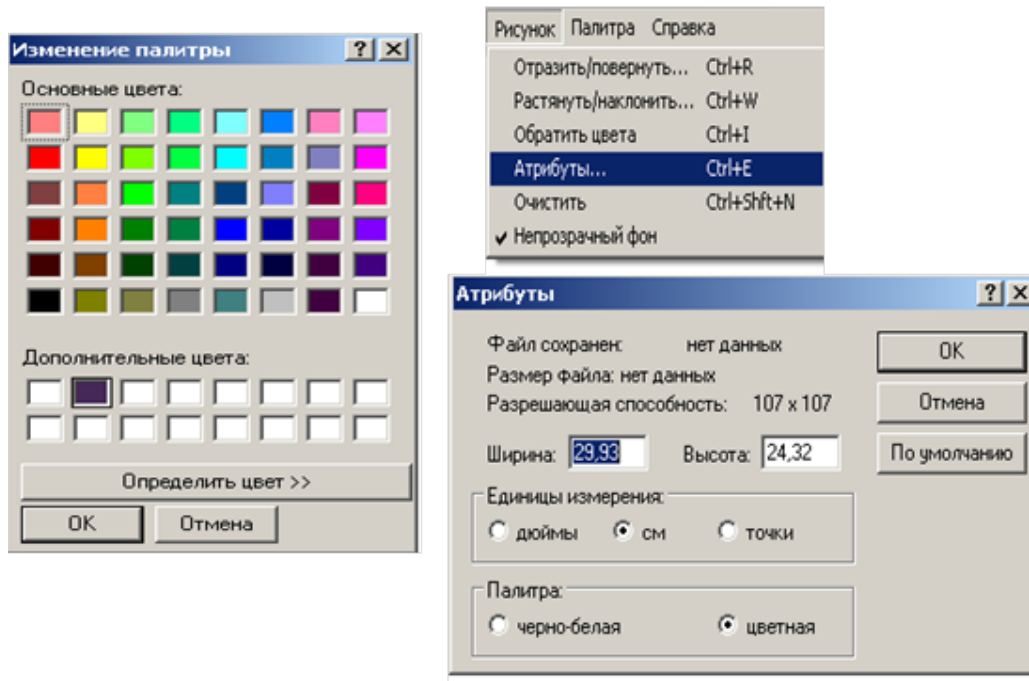 Изменение палитры
Основные цвета:
Дополнительные цвета:
Определить цвет >>
ОК Отмена
Рисунок Палитра Справка
Отразить/повернуть... Ctrl+R
Растянуть/наклонить... Ctrl+W
Обратить цвета Ctrl+I
Атрибуты... Ctrl+E
Очистить Ctrl+Shft+N
Непрозрачный фон
Атрибуты
Файл сохранен: нет данных
Размер файла: нет данных
Разрешающая способность: 107 x 107
Ширина: 29,93 Высота: 24,32
Единицы измерения:
дюймы см точки
Палитра:
черно-белая цветная
ОК
Отмена
По умолчанию